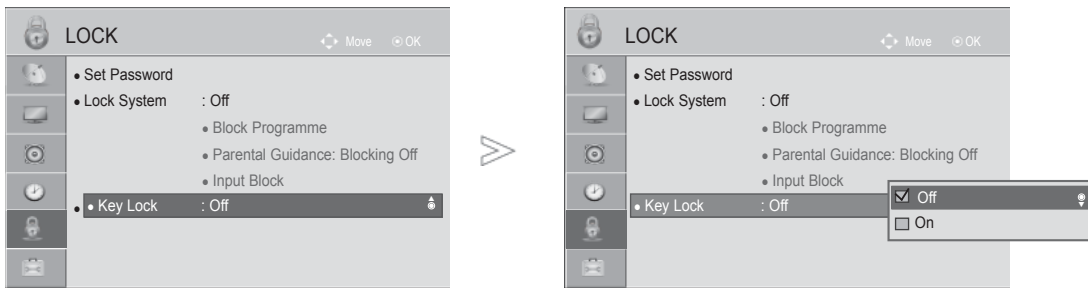 LOCK
Move ⊙ OK
• Set Password
• Lock System : Off
• Block Programme
• Parental Guidance: Blocking Off
• Input Block
• • Key Lock : Off
LOCK
Move ⊙ OK
• Set Password
• Lock System : Off
• Block Programme
• Parental Guidance: Blocking Off
• Input Block
• Key Lock : Off
Off
On